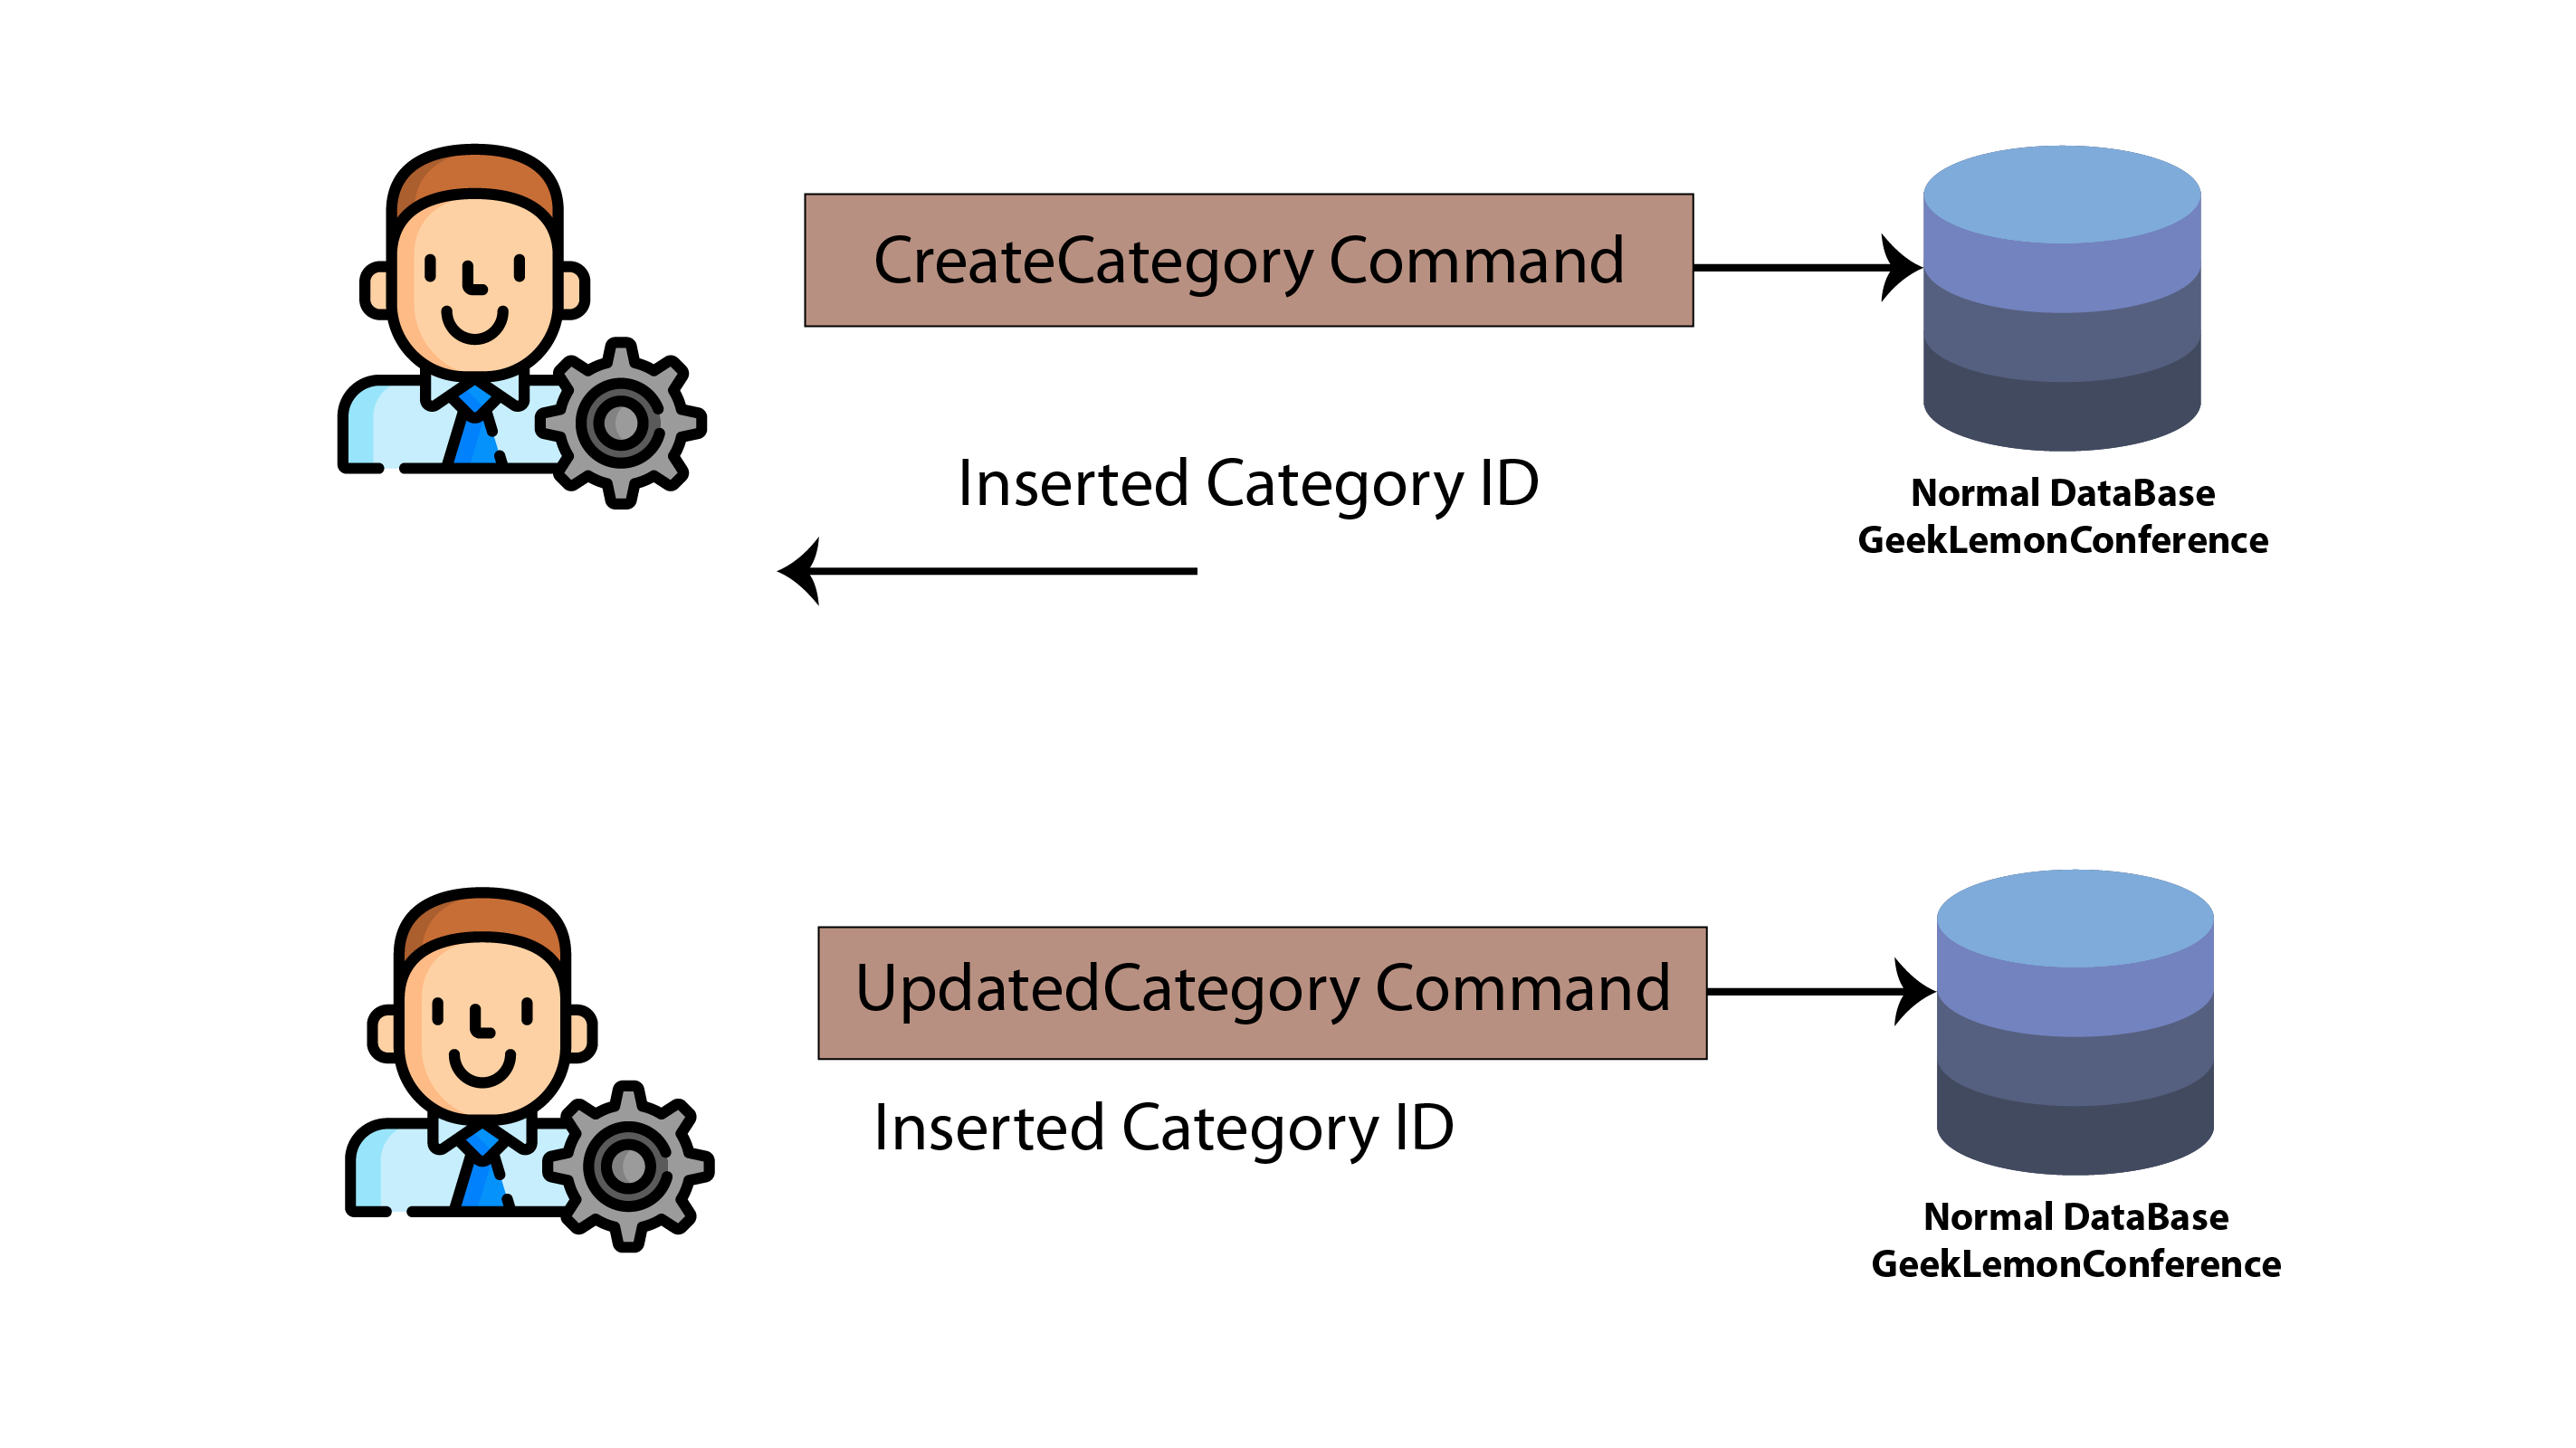 CreateCategory Command
Inserted Category ID
Normal DataBase
GeekLemonConference
UpdatedCategory Command
Inserted Category ID
Normal DataBase
GeekLemonConference